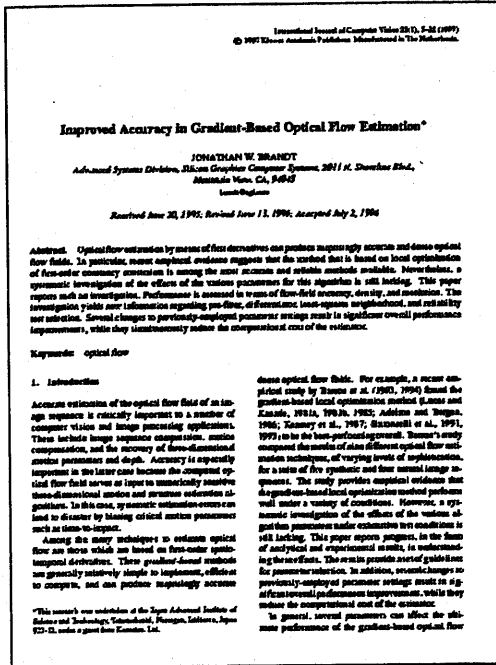 International Journal of Computer Vision 25(1), 5–22 (1997)
© 1997 Kluwer Academic Publishers. Manufactured in The Netherlands.
Improved Accuracy in Gradient-Based Optical Flow Estimation*
JONATHAN W. BRANDT
Advanced Systems Division, Silicon Graphics Computer Systems, 2011 N. Shoreline Blvd.,
Mountain View, CA, 94043
Received June 20, 1995; Revised June 13, 1996; Accepted July 2, 1996
Abstract. Optical flow estimation by means of first derivatives can produce surprisingly accurate and dense optical
flow fields. In particular, recent empirical evidence suggests that the method that is based on local optimization
of first-order constancy constraints is among the most accurate and reliable methods available. Nevertheless, a
systematic investigation of the effects of the various parameters for this algorithm is still lacking. This paper
reports such an investigation. Performance is assessed in terms of flow-field accuracy, density, and resolution. The
investigation yields new information regarding pre-filter, differentiator, least-squares neighborhood, and reliability
test selection. Several changes to previously-employed parameter settings result in significant overall performance
improvements, while they simultaneously reduce the computational cost of the estimator.
Keywords: optical flow
1. Introduction
Accurate estimation of the optical flow field of an im-
age sequence is critically important to a number of
computer vision and image processing applications.
These include image sequence compression, motion
compensation, and the recovery of three-dimensional
motion parameters and depth. Accuracy is especially
important in the latter case because the computed op-
tical flow field serves as input to numerically sensitive
three-dimensional motion and structure estimation al-
gorithms. In this case, systematic estimation errors can
lead to disaster by biasing critical motion parameters
such as time-to-impact.
Among the many techniques to estimate optical
flow are those which are based on first-order spatio-
temporal derivatives. These gradient-based methods
are generally relatively simple to implement, efficient
to compute, and can produce surprisingly accurate
*This research was undertaken at the Japan Advanced Institute of
Science and Technology, Tatsunokuchi, Nomigun, Ishikawa, Japan
923-12, under a grant from Komatsu, Ltd.
dense optical flow fields. For example, a recent em-
pirical study by Barron et al. (1993, 1994) found the
gradient-based local optimization method (Lucas and
Kanade, 1981a, 1981b, 1985; Adelson and Bergen,
1986; Kearney et al., 1987; Simoncelli et al., 1991,
1993) to be the best-performing overall. Barron's study
compared the results of nine different optical flow esti-
mation techniques, of varying levels of sophistication,
for a suite of five synthetic and four natural image se-
quences. The study provides empirical evidence that
the gradient-based local optimization method performs
well under a variety of conditions. However, a sys-
tematic investigation of the effects of the various al-
gorithm parameters under exhaustive test conditions is
still lacking. This paper reports progress, in the form
of analytical and experimental results, in understand-
ing these effects. The results provide a set of guidelines
for parameter selection. In addition, several changes to
previously-employed parameter settings result in sig-
nificant overall performance improvement, while they
reduce the computational cost of the estimator.
In general, several parameters can affect the ulti-
mate performance of the gradient-based optical flow